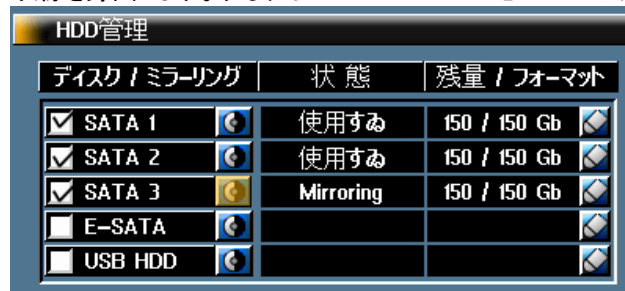 HDD管理
ディスク / ミラーリング 状 態 残量 / フォーマット
SATA 1 使用すゐ 150 / 150 Gb
SATA 2 使用すゐ 150 / 150 Gb
SATA 3 Mirroring 150 / 150 Gb
E-SATA
USB HDD